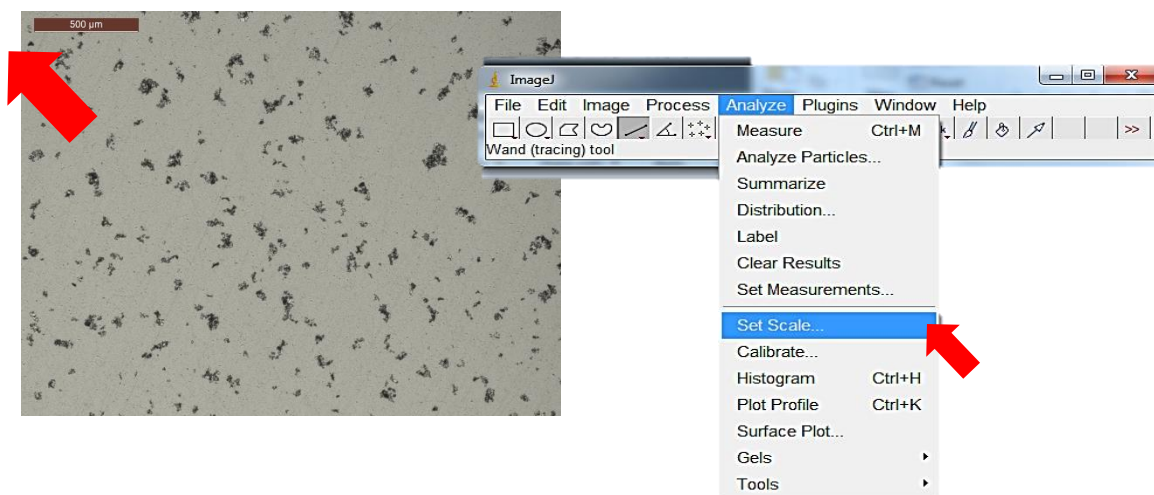 500 µm
ImageJ
File Edit Image Process Analyze Plugins Window Help
Wand (tracing) tool
>>
Measure Ctrl+M
Analyze Particles...
Summarize
Distribution...
Label
Clear Results
Set Measurements...
Set Scale...
Calibrate...
Histogram Ctrl+H
Plot Profile Ctrl+K
Surface Plot...
Gels
Tools